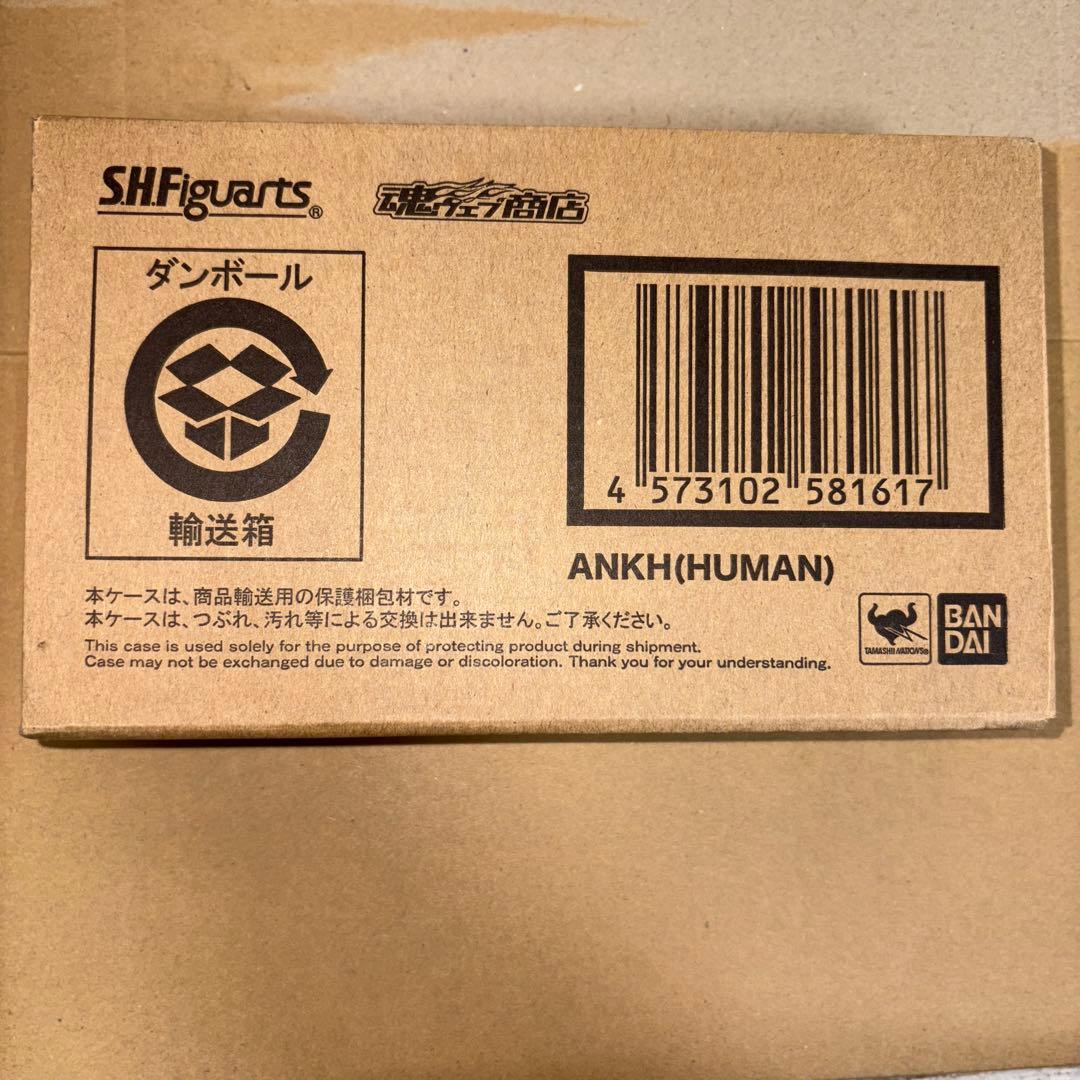 S.H.Figuarts®
魂ウェブ商店
ダンボール
輸送箱
4 573102 581617
ANKH(HUMAN)
本ケースは、商品輸送用の保護梱包材です。
本ケースは、つぶれ、汚れ等による交換は出来ません。ご了承ください。
This case is used solely for the purpose of protecting product during shipment.
Case may not be exchanged due to damage or discoloration. Thank you for your understanding.
TAMASHII NATIONS®
BAN
DAI